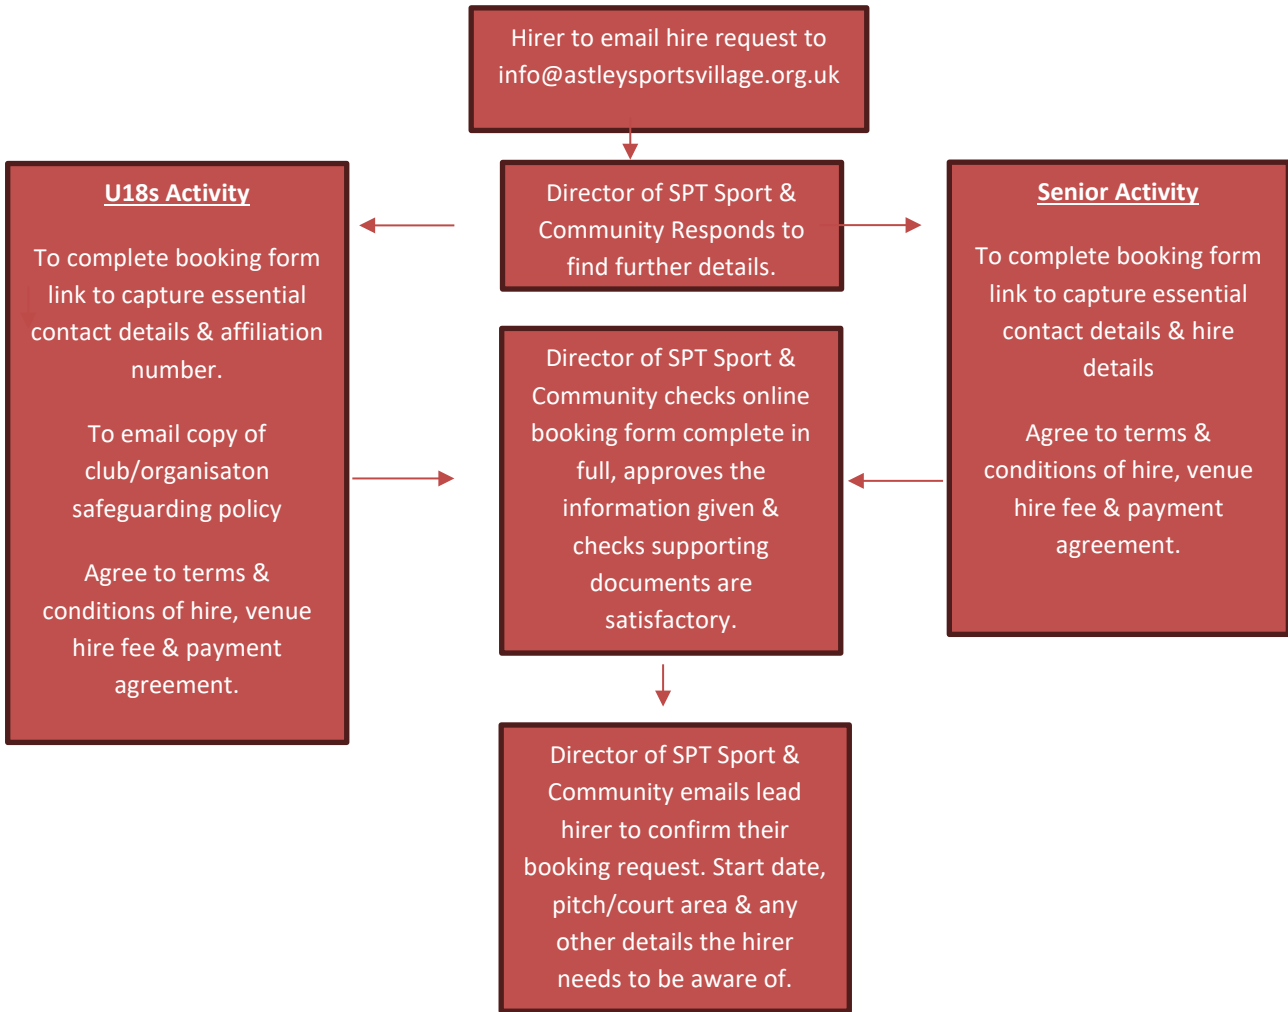 Hirer to email hire request to
info@astleysportsvillage.org.uk
Director of SPT Sport &
Community Responds to
find further details.
U18s Activity
To complete booking form
link to capture essential
contact details & affiliation
number.
To email copy of
club/organisaton
safeguarding policy
Agree to terms &
conditions of hire, venue
hire fee & payment
agreement.
Senior Activity
To complete booking form
link to capture essential
contact details & hire
details
Agree to terms &
conditions of hire, venue
hire fee & payment
agreement.
Director of SPT Sport &
Community checks online
booking form complete in
full, approves the
information given &
checks supporting
documents are
satisfactory.
Director of SPT Sport &
Community emails lead
hirer to confirm their
booking request. Start date,
pitch/court area & any
other details the hirer
needs to be aware of.